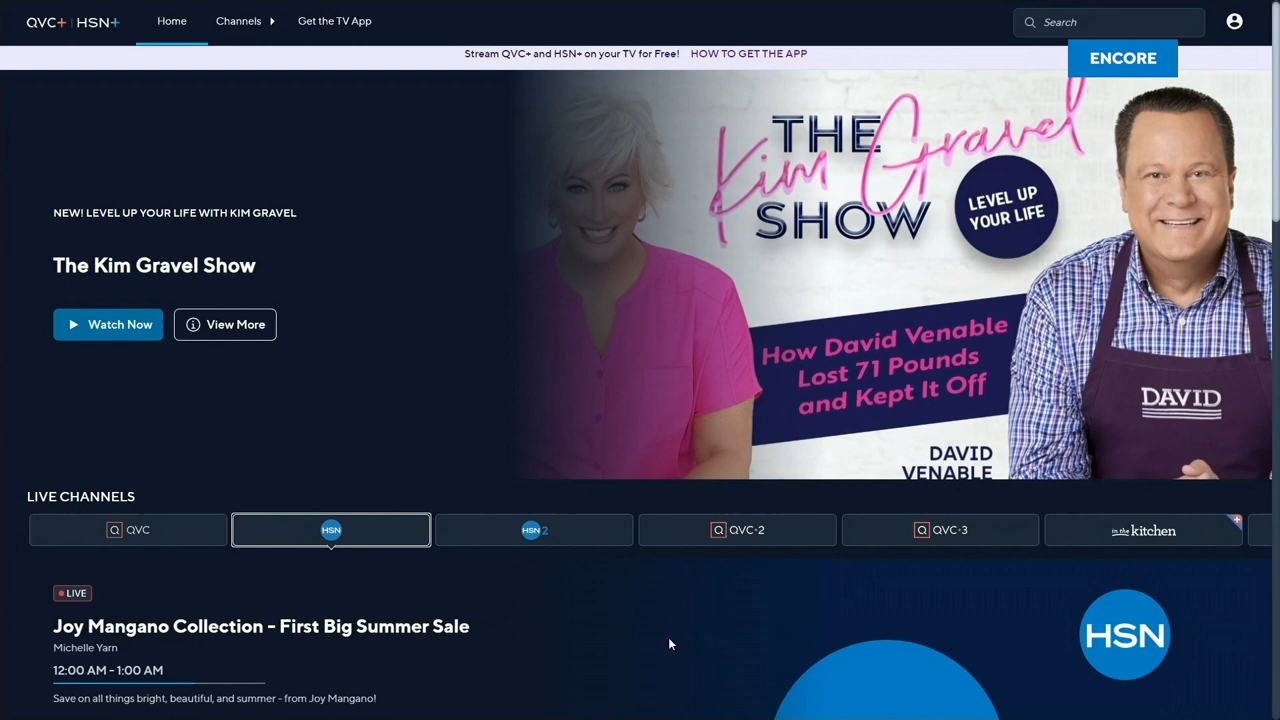 QVC+ | HSN+
Home
Channels
Get the TV App
Search
Stream QVC+ and HSN+ on your TV for Free! HOW TO GET THE APP
ENCORE
THE
Kim Gravel
SHOW
LEVEL UP
YOUR LIFE
NEW! LEVEL UP YOUR LIFE WITH KIM GRAVEL
The Kim Gravel Show
Watch Now
View More
How David Venable
Lost 71 Pounds
and Kept It Off
DAVID
DAVID
VENABLE
LIVE CHANNELS
Q QVC
HSN
HSN 2
Q QVC•2
Q QVC•3
in the kitchen
LIVE
Joy Mangano Collection - First Big Summer Sale
Michelle Yarn
12:00 AM - 1:00 AM
Save on all things bright, beautiful, and summer - from Joy Mangano!
HSN